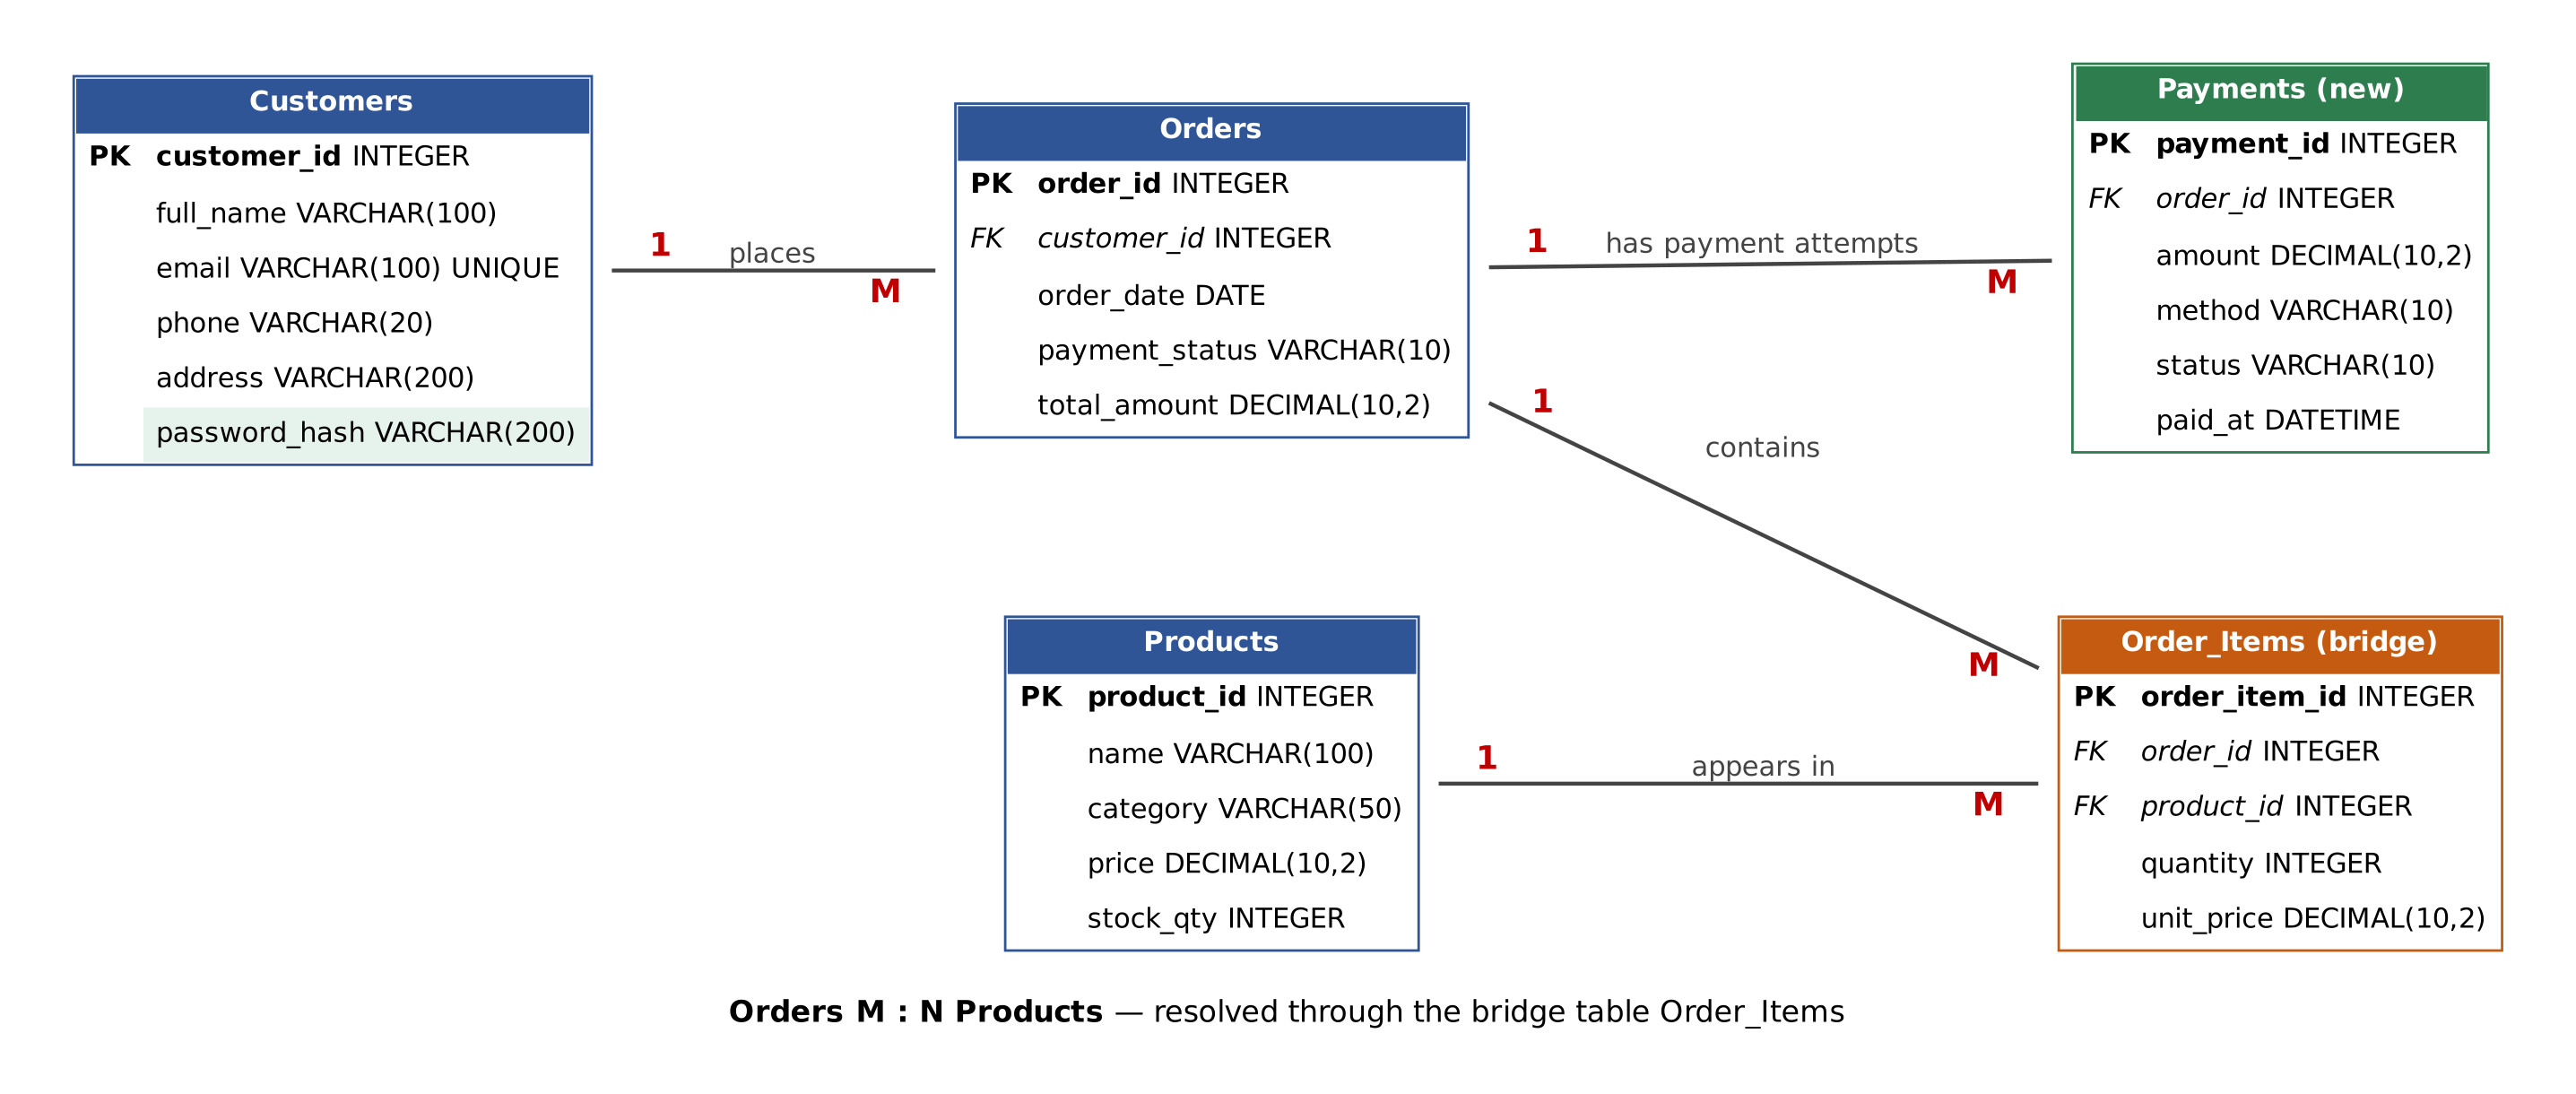 Customers
PK customer_id INTEGER
full_name VARCHAR(100)
email VARCHAR(100) UNIQUE
phone VARCHAR(20)
address VARCHAR(200)
password_hash VARCHAR(200)
1
places
M
Orders
PK order_id INTEGER
FK customer_id INTEGER
order_date DATE
payment_status VARCHAR(10)
total_amount DECIMAL(10,2)
1
has payment attempts
M
Payments (new)
PK payment_id INTEGER
FK order_id INTEGER
amount DECIMAL(10,2)
method VARCHAR(10)
status VARCHAR(10)
paid_at DATETIME
1
contains
M
Products
PK product_id INTEGER
name VARCHAR(100)
category VARCHAR(50)
price DECIMAL(10,2)
stock_qty INTEGER
1
appears in
M
Order_Items (bridge)
PK order_item_id INTEGER
FK order_id INTEGER
FK product_id INTEGER
quantity INTEGER
unit_price DECIMAL(10,2)
Orders M : N Products — resolved through the bridge table Order_Items